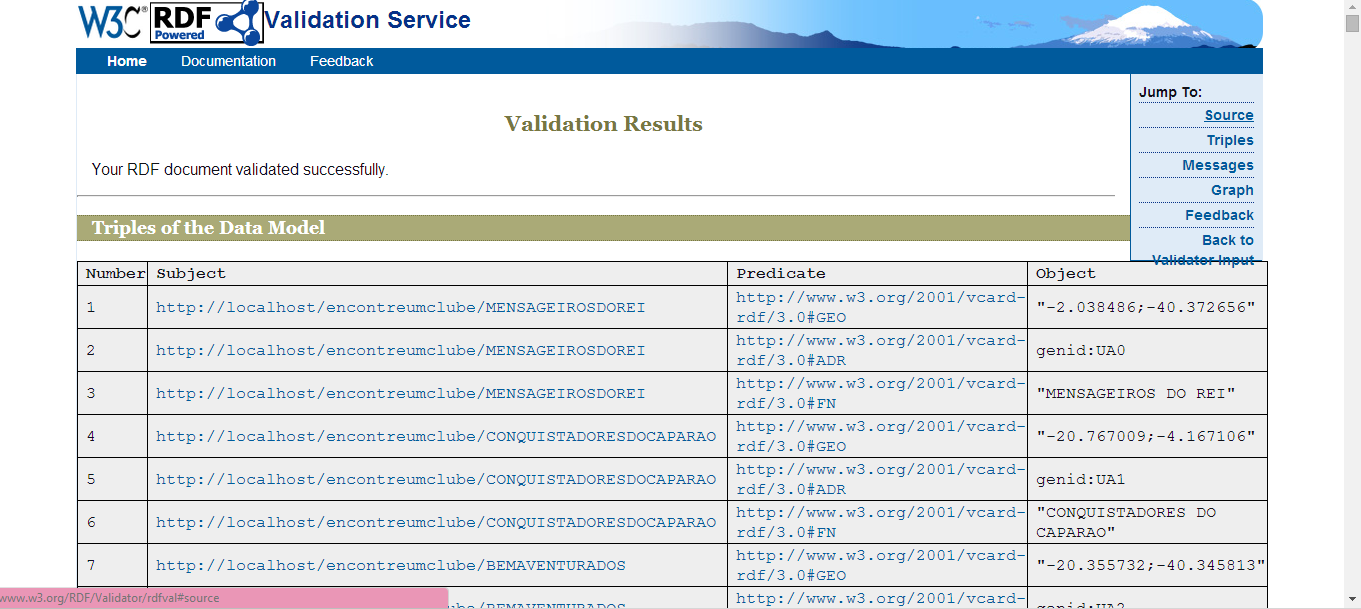 W3C® RDF Powered Validation Service
Home Documentation Feedback
Jump To:
Source
Triples
Messages
Graph
Feedback
Back to
Validator Input
Validation Results
Your RDF document validated successfully.
Triples of the Data Model
Number Subject Predicate Object
1 http://localhost/encontreumclube/MENSAGEIROSDOREI http://www.w3.org/2001/vcard-
rdf/3.0#GEO "-2.038486;-40.372656"
2 http://localhost/encontreumclube/MENSAGEIROSDOREI http://www.w3.org/2001/vcard-
rdf/3.0#ADR genid:UA0
3 http://localhost/encontreumclube/MENSAGEIROSDOREI http://www.w3.org/2001/vcard-
rdf/3.0#FN "MENSAGEIROS DO REI"
4 http://localhost/encontreumclube/CONQUISTADORESDOCAPARAO http://www.w3.org/2001/vcard-
rdf/3.0#GEO "-20.767009;-4.167106"
5 http://localhost/encontreumclube/CONQUISTADORESDOCAPARAO http://www.w3.org/2001/vcard-
rdf/3.0#ADR genid:UA1
6 http://localhost/encontreumclube/CONQUISTADORESDOCAPARAO http://www.w3.org/2001/vcard-
rdf/3.0#FN "CONQUISTADORES DO
CAPARAO"
7 http://localhost/encontreumclube/BEMAVENTURADOS http://www.w3.org/2001/vcard-
rdf/3.0#GEO "-20.355732;-40.345813"
www.w3.org/RDF/Validator/rdfval#source
ube/BEMAVENTURADOS http://www.w3.org/2001/vcard-
genid:UA2